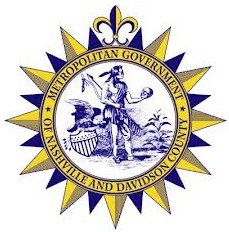 METROPOLITAN GOVERNMENT
OF NASHVILLE AND DAVIDSON COUNTY